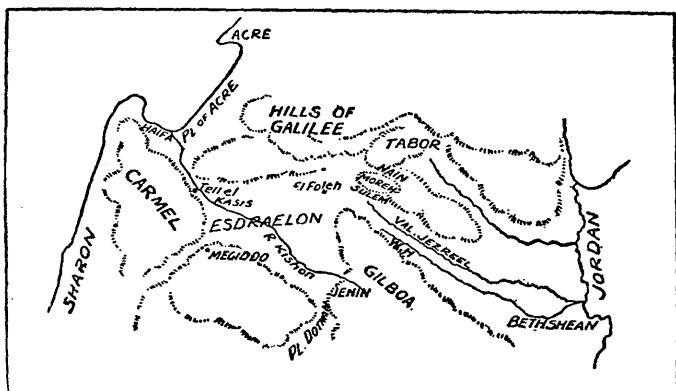 ACRE
PL OF ACRE
HAIFA
HILLS OF
GALILEE
TABOR
NAIN
MOREH
SULEM
El Foleh
Tell el
KASIS
CARMEL
ESDRAELON
SHARON
MEGIDDO
R KISHON
VAL. JEZREEL
GILBOA
JENIN
PL. DOTHAN
BETHSHEAN
JORDAN